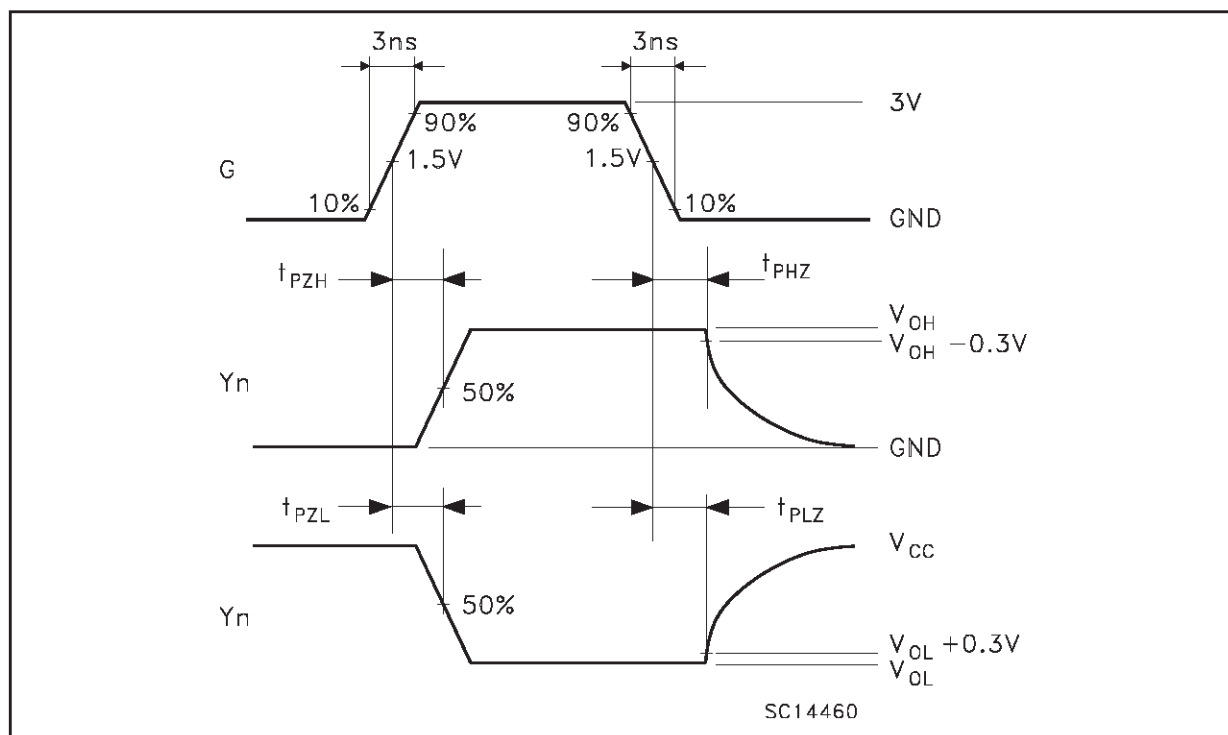 3ns 3ns
3V
90% 90%
1.5V 1.5V
G
10% 10%
GND
tPZH tPHZ
VOH
VOH −0.3V
Yn
50%
GND
tPZL tPLZ
VCC
Yn
50%
VOL +0.3V
VOL
SC14460